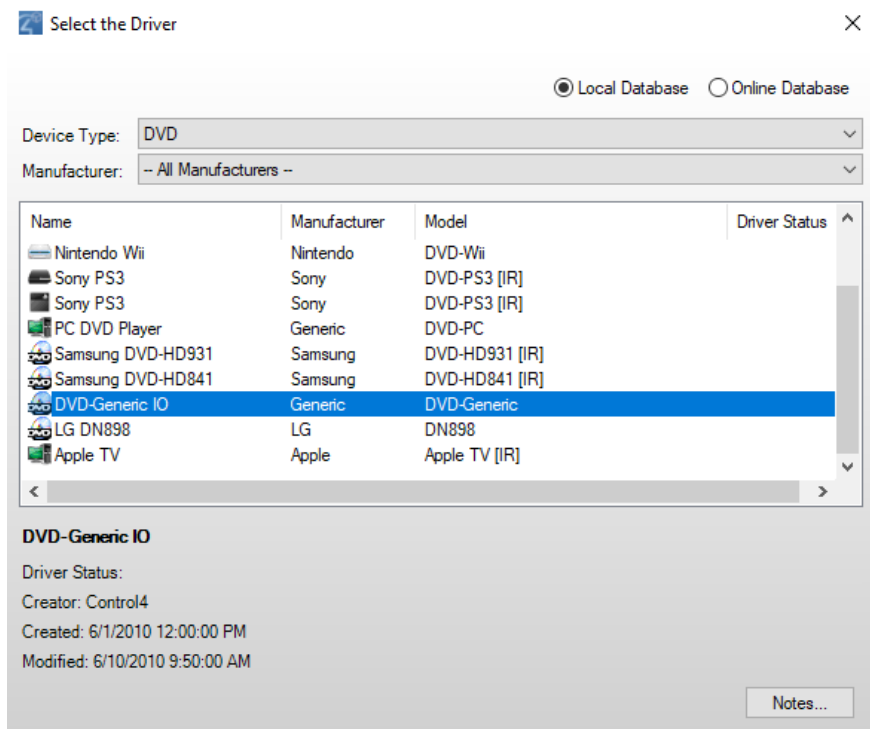 Select the Driver
Local Database Online Database
Device Type: DVD
Manufacturer: -- All Manufacturers --
Name Manufacturer Model Driver Status
Nintendo Wii Nintendo DVD-Wii
Sony PS3 Sony DVD-PS3 [IR]
Sony PS3 Sony DVD-PS3 [IR]
PC DVD Player Generic DVD-PC
Samsung DVD-HD931 Samsung DVD-HD931 [IR]
Samsung DVD-HD841 Samsung DVD-HD841 [IR]
DVD-Generic IO Generic DVD-Generic
LG DN898 LG DN898
Apple TV Apple Apple TV [IR]
DVD-Generic IO
Driver Status:
Creator: Control4
Created: 6/1/2010 12:00:00 PM
Modified: 6/10/2010 9:50:00 AM
Notes...